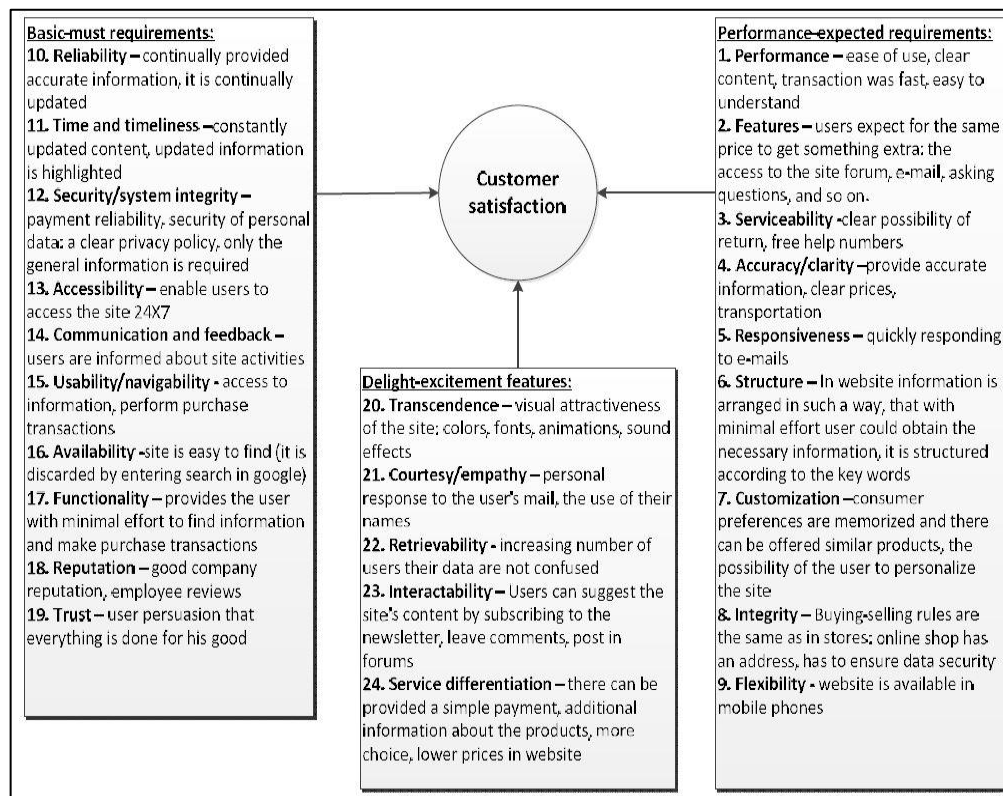 Basic-must requirements:
10. Reliability – continually provided
accurate information, it is continually
updated
11. Time and timeliness –constantly
updated content, updated information
is highlighted
12. Security/system integrity –
payment reliability, security of personal
data: a clear privacy policy, only the
general information is required
13. Accessibility – enable users to
access the site 24X7
14. Communication and feedback –
users are informed about site activities
15. Usability/navigability - access to
information, perform purchase
transactions
16. Availability -site is easy to find (it is
discarded by entering search in google)
17. Functionality – provides the user
with minimal effort to find information
and make purchase transactions
18. Reputation – good company
reputation, employee reviews
19. Trust – user persuasion that
everything is done for his good
Customer
satisfaction
Delight-excitement features:
20. Transcendence – visual attractiveness
of the site: colors, fonts, animations, sound
effects
21. Courtesy/empathy – personal
response to the user's mail, the use of their
names
22. Retrievability - increasing number of
users their data are not confused
23. Interactability – Users can suggest the
site's content by subscribing to the
newsletter, leave comments, post in
forums
24. Service differentiation – there can be
provided a simple payment, additional
information about the products, more
choice, lower prices in website
Performance-expected requirements:
1. Performance – ease of use, clear
content, transaction was fast, easy to
understand
2. Features – users expect for the same
price to get something extra: the
access to the site forum, e-mail, asking
questions, and so on.
3. Serviceability -clear possibility of
return, free help numbers
4. Accuracy/clarity –provide accurate
information, clear prices,
transportation
5. Responsiveness – quickly responding
to e-mails
6. Structure – In website information is
arranged in such a way, that with
minimal effort user could obtain the
necessary information, it is structured
according to the key words
7. Customization –consumer
preferences are memorized and there
can be offered similar products, the
possibility of the user to personalize
the site
8. Integrity – Buying-selling rules are
the same as in stores: online shop has
an address, has to ensure data security
9. Flexibility - website is available in
mobile phones